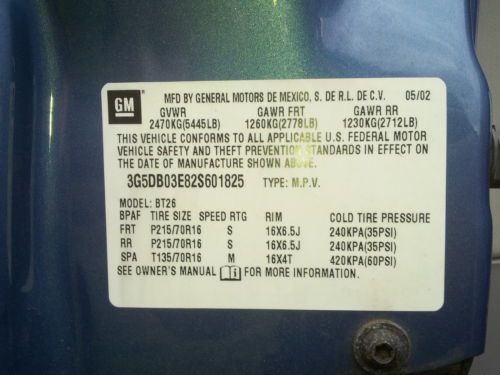 GM
MFD BY GENERAL MOTORS DE MEXICO, S. DE R.L. DE C.V. 05/02
GVWR GAWR FRT GAWR RR
2470KG(5445LB) 1260KG(2778LB) 1230KG(2712LB)
THIS VEHICLE CONFORMS TO ALL APPLICABLE U.S. FEDERAL MOTOR
VEHICLE SAFETY AND THEFT PREVENTION STANDARDS IN EFFECT ON
THE DATE OF MANUFACTURE SHOWN ABOVE.
3G5DB03E82S601825 TYPE: M.P.V.
MODEL: BT26
BPAF TIRE SIZE SPEED RTG RIM COLD TIRE PRESSURE
FRT P215/70R16 S 16X6.5J 240KPA(35PSI)
RR P215/70R16 S 16X6.5J 240KPA(35PSI)
SPA T135/70R16 M 16X4T 420KPA(60PSI)
SEE OWNER'S MANUAL FOR MORE INFORMATION.